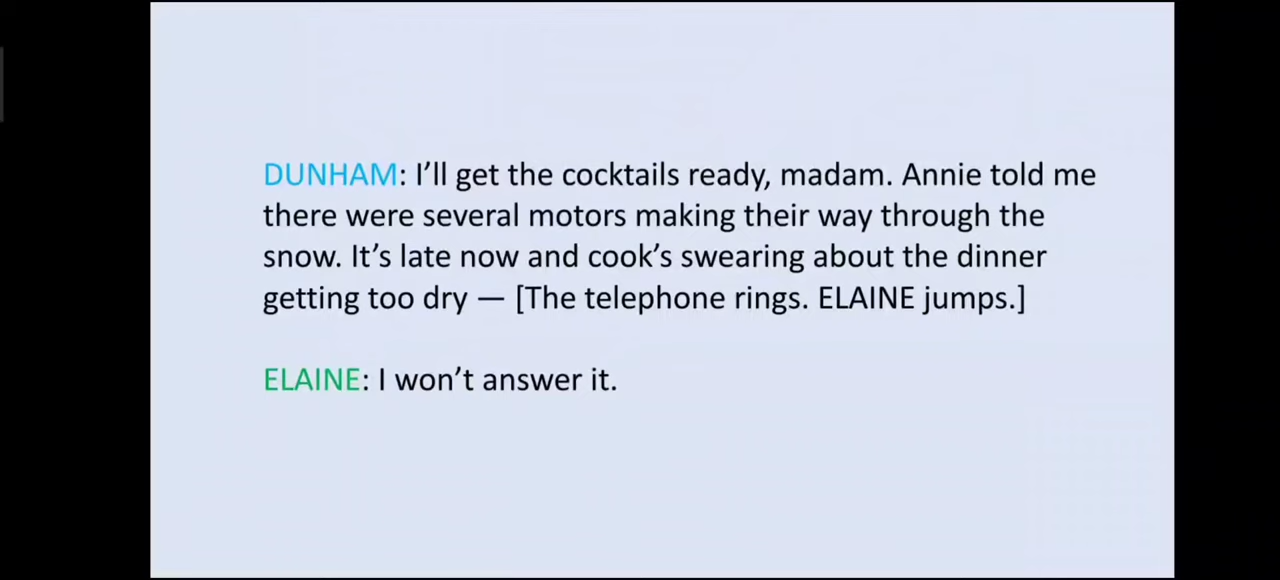 DUNHAM: I’ll get the cocktails ready, madam. Annie told me
there were several motors making their way through the
snow. It’s late now and cook’s swearing about the dinner
getting too dry — [The telephone rings. ELAINE jumps.]
ELAINE: I won’t answer it.